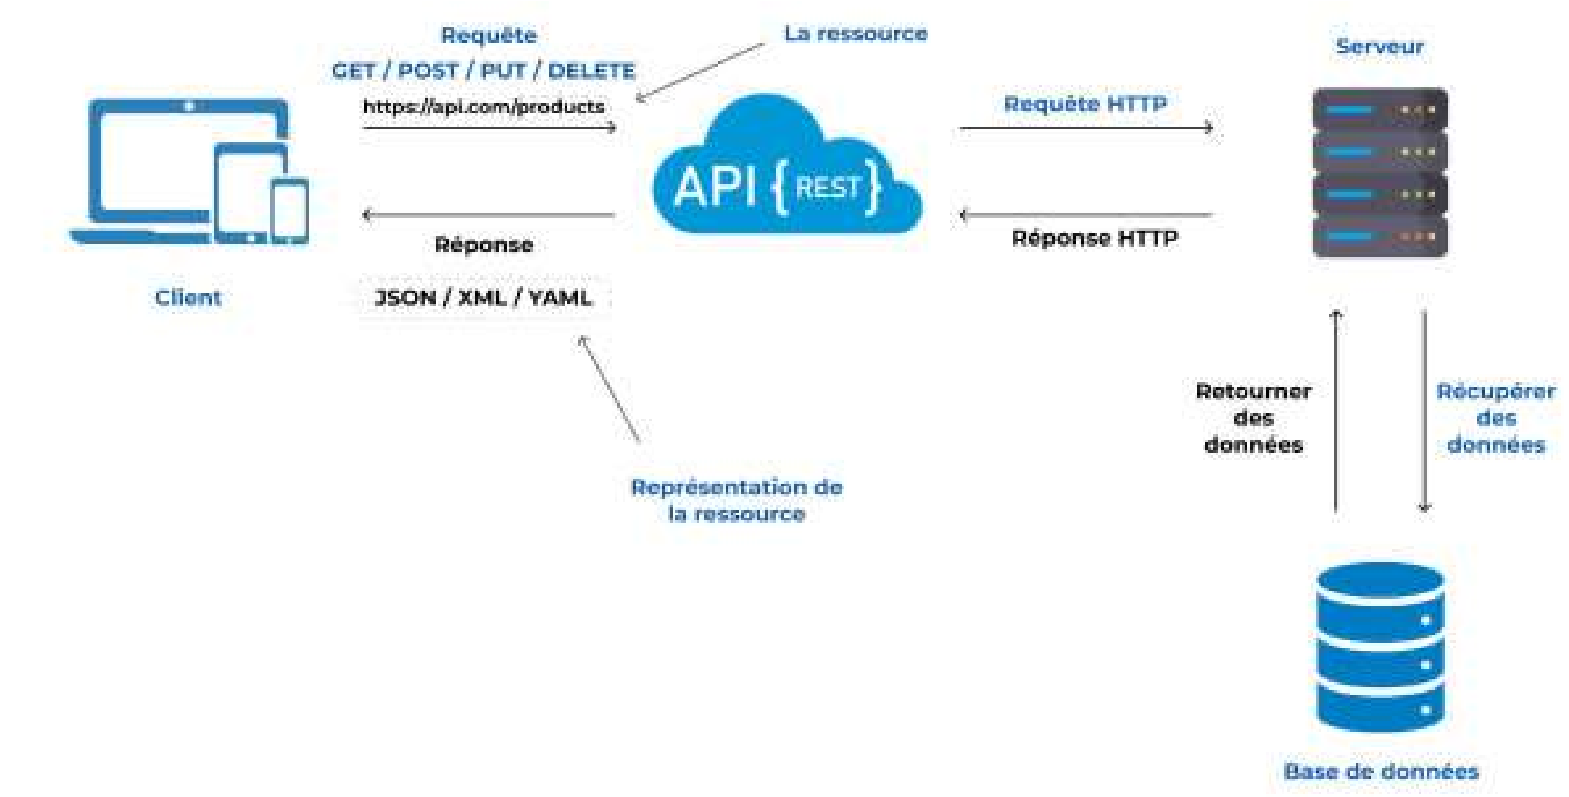 Requête
GET / POST / PUT / DELETE
https://api.com/products
La ressource
API { REST }
Requête HTTP
Serveur
Réponse
JSON / XML / YAML
Réponse HTTP
Client
Représentation de
la ressource
Retourner
des
données
Récupérer
des
données
Base de données